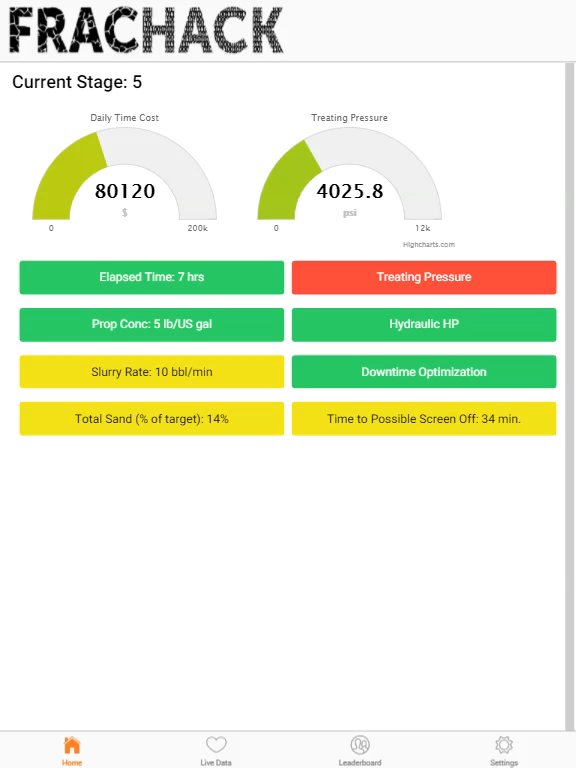 FRACHACK
Current Stage: 5
Daily Time Cost
80120
$
0 200k
Treating Pressure
4025.8
psi
0 12k
Highcharts.com
Elapsed Time: 7 hrs
Treating Pressure
Prop Conc: 5 lb/US gal
Hydraulic HP
Slurry Rate: 10 bbl/min
Downtime Optimization
Total Sand (% of target): 14%
Time to Possible Screen Off: 34 min.
Home
Live Data
Leaderboard
Settings